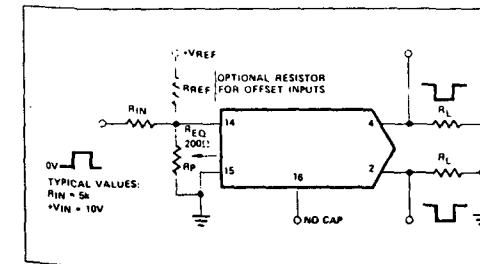 +VREF
RREF
OPTIONAL RESISTOR
FOR OFFSET INPUTS
RIN
REQ
200Ω
RP
14
15
16
4
2
RL
RL
0V
TYPICAL VALUES:
RIN = 5k
+VIN = 10V
NO CAP